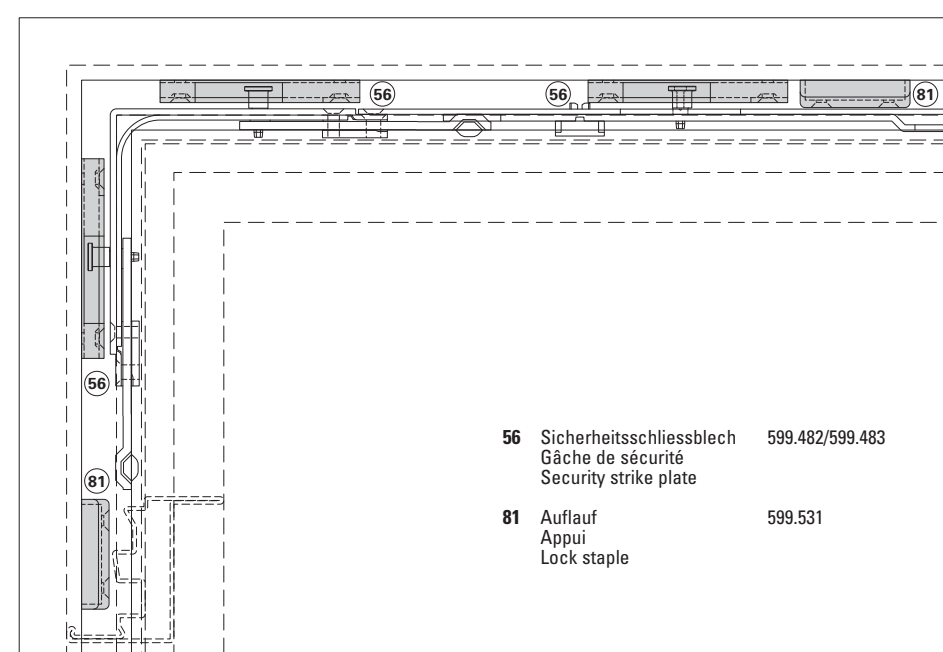 56
56
81
56
81
56 Sicherheitsschliessblech 599.482/599.483
Gâche de sécurité
Security strike plate
81 Auflauf 599.531
Appui
Lock staple